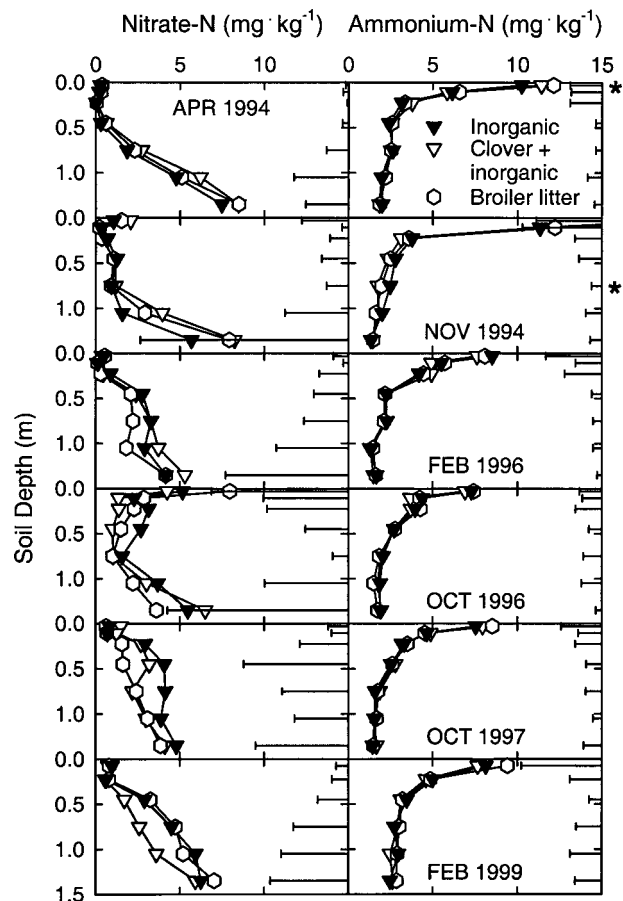 Nitrate-N (mg · kg-1) Ammonium-N (mg · kg-1)
0 5 10 0 5 10 15
0.0 APR 1994 *
Inorganic
0.5 Clover +
inorganic
1.0 Broiler litter
0.0
0.5
*
1.0 NOV 1994
0.0
0.5
1.0 FEB 1996
Soil Depth (m)
0.0
0.5
1.0 OCT 1996
0.0
0.5
1.0 OCT 1997
0.0
0.5
1.0 FEB 1999
1.5